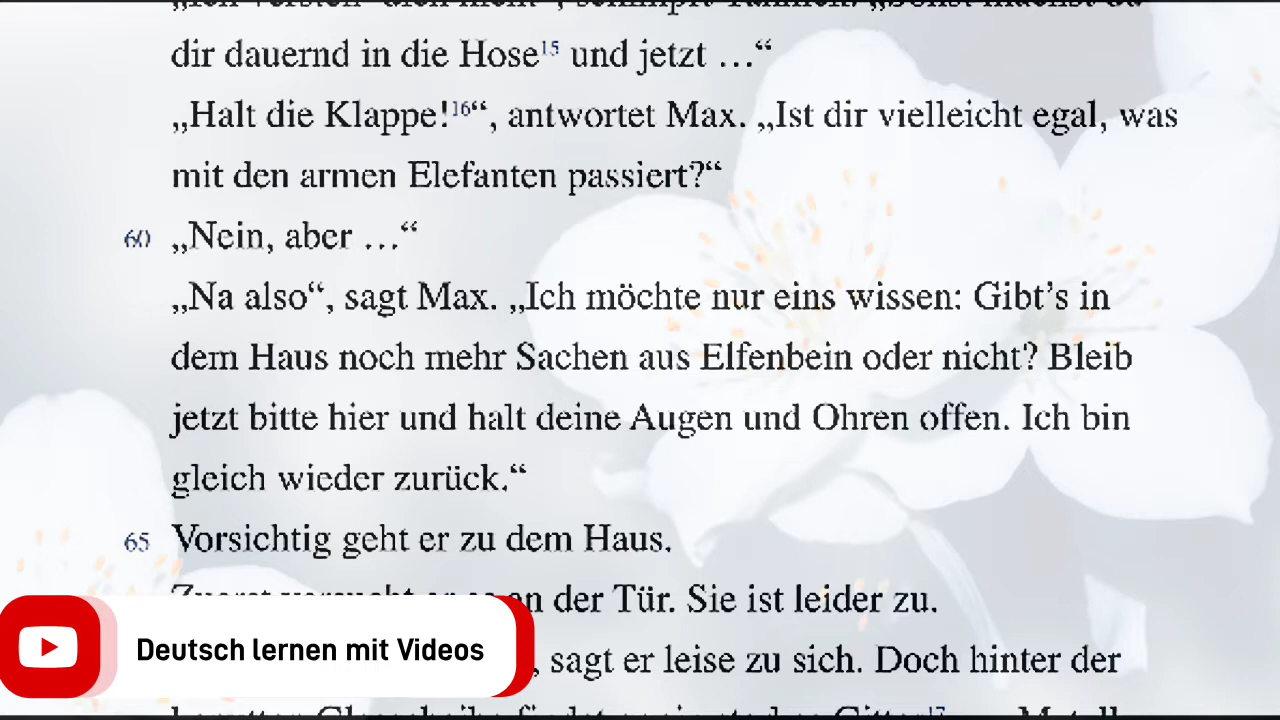 dir dauernd in die Hose15 und jetzt …“
„Halt die Klappe!16“, antwortet Max. „Ist dir vielleicht egal, was
mit den armen Elefanten passiert?“
60 „Nein, aber …“
„Na also“, sagt Max. „Ich möchte nur eins wissen: Gibt’s in
dem Haus noch mehr Sachen aus Elfenbein oder nicht? Bleib
jetzt bitte hier und halt deine Augen und Ohren offen. Ich bin
gleich wieder zurück.“
65 Vorsichtig geht er zu dem Haus.
an der Tür. Sie ist leider zu.
Deutsch lernen mit Videos
, sagt er leise zu sich. Doch hinter der